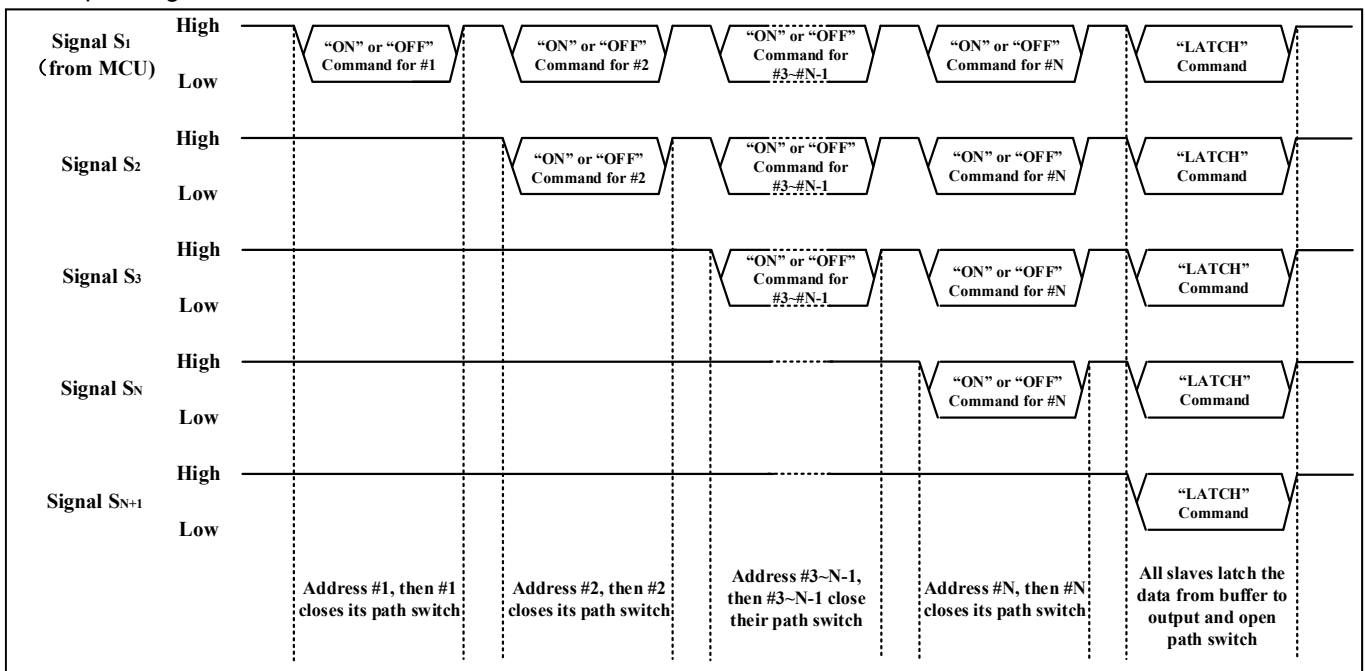 High
Signal S1
(from MCU)
Low
“ON” or “OFF”
Command for #1
“ON” or “OFF”
Command for #2
“ON” or “OFF”
Command for
#3~#N-1
“ON” or “OFF”
Command for #N
“LATCH”
Command
High
Signal S2
Low
“ON” or “OFF”
Command for #2
“ON” or “OFF”
Command for
#3~#N-1
“ON” or “OFF”
Command for #N
“LATCH”
Command
High
Signal S3
Low
“ON” or “OFF”
Command for
#3~#N-1
“ON” or “OFF”
Command for #N
“LATCH”
Command
High
Signal SN
Low
“ON” or “OFF”
Command for #N
“LATCH”
Command
High
Signal SN+1
Low
“LATCH”
Command
Address #1, then #1
closes its path switch
Address #2, then #2
closes its path switch
Address #3~N-1,
then #3~N-1 close
their path switch
Address #N, then #N
closes its path switch
All slaves latch the
data from buffer to
output and open
path switch